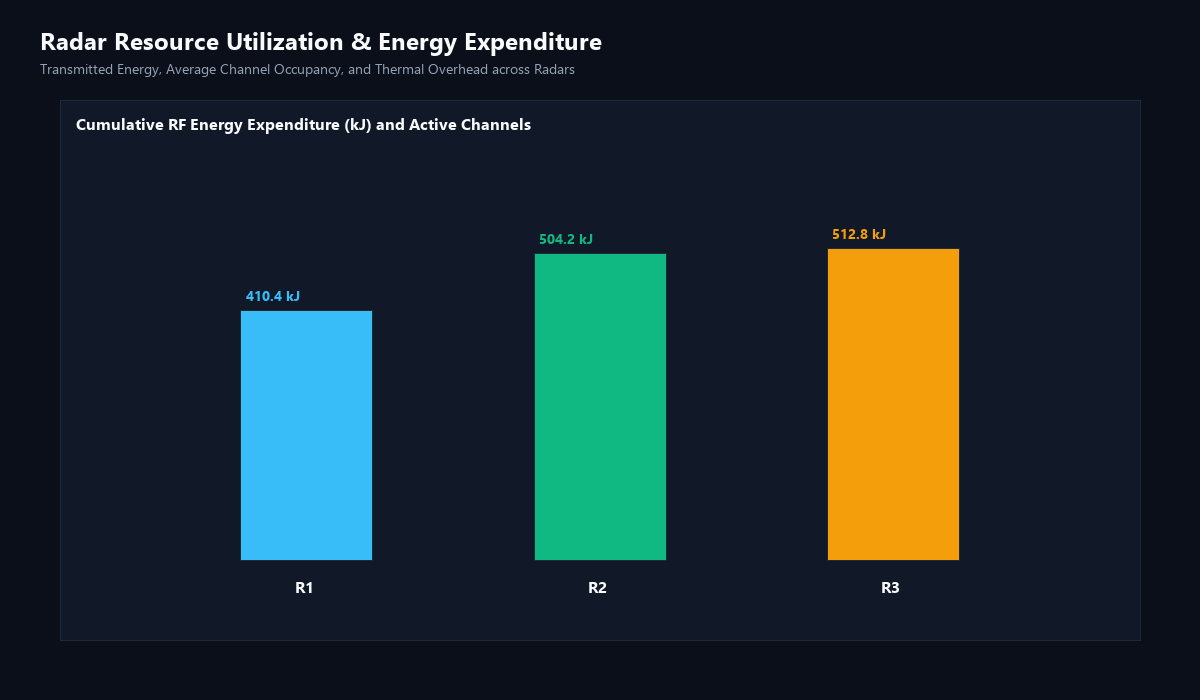 Radar Resource Utilization & Energy Expenditure
Transmitted Energy, Average Channel Occupancy, and Thermal Overhead across Radars
Cumulative RF Energy Expenditure (kJ) and Active Channels
410.4 kJ
504.2 kJ
512.8 kJ
R1
R2
R3